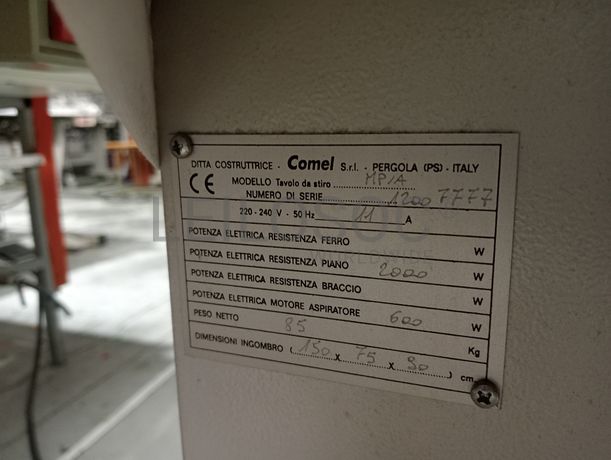 DITTA COSTRUTTRICE - Comel S.r.l. - PERGOLA (PS) - ITALY
CE MODELLO Tavolo da stiro MP/A
NUMERO DI SERIE 12007777
220-240 V - 50 Hz 11 A
POTENZA ELETTRICA RESISTENZA FERRO W
POTENZA ELETTRICA RESISTENZA PIANO 2000 W
POTENZA ELETTRICA RESISTENZA BRACCIO W
POTENZA ELETTRICA MOTORE ASPIRATORE 600 W
PESO NETTO 85 Kg
DIMENSIONI INGOMBRO (150 x 75 x 90) cm